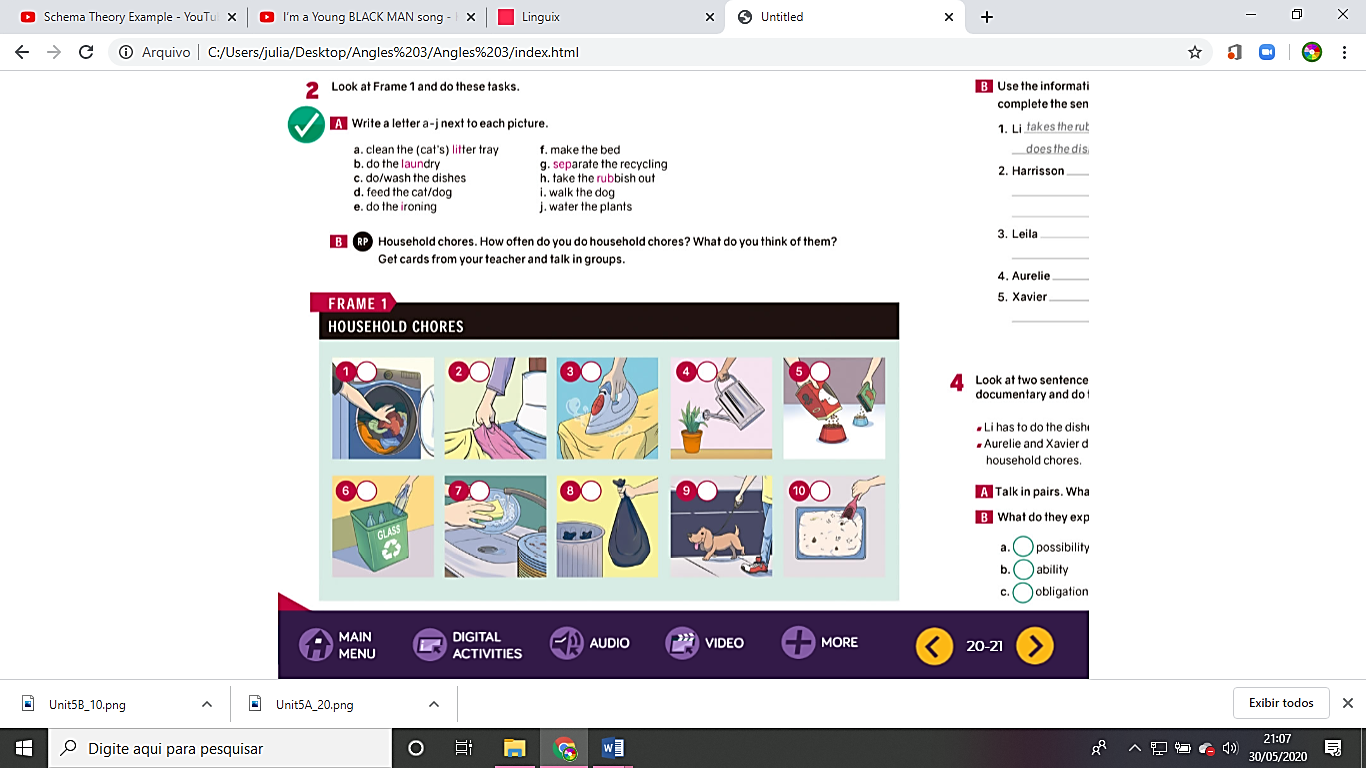 Schema Theory Example - YouTu
I'm a Young BLACK MAN song -
Linguix
Untitled
Arquivo
C:/Users/julia/Desktop/Angles%203/Angles%203/index.html
2 Look at Frame 1 and do these tasks.
A Write a letter a-j next to each picture.
a. clean the (cat's) litter tray
b. do the laundry
c. do/wash the dishes
d. feed the cat/dog
e. do the ironing
f. make the bed
g. separate the recycling
h. take the rubbish out
i. walk the dog
j. water the plants
B RP Household chores. How often do you do household chores? What do you think of them?
Get cards from your teacher and talk in groups.
FRAME 1
HOUSEHOLD CHORES
1
2
3
4
5
6
GLASS
7
8
9
10
B Use the informati
complete the sen
1. Li takes the rub
does the dis
2. Harrisson
3. Leila
4. Aurelie
5. Xavier
4 Look at two sentence
documentary and do
Li has to do the dishe
Aurelie and Xavier d
household chores.
A Talk in pairs. Wha
B What do they exp
a. possibility
b. ability
c. obligation
MAIN
MENU
DIGITAL
ACTIVITIES
AUDIO
VIDEO
MORE
20-21
Unit5B_10.png
Unit5A_20.png
Exibir todos
Digite aqui para pesquisar
21:07
30/05/2020